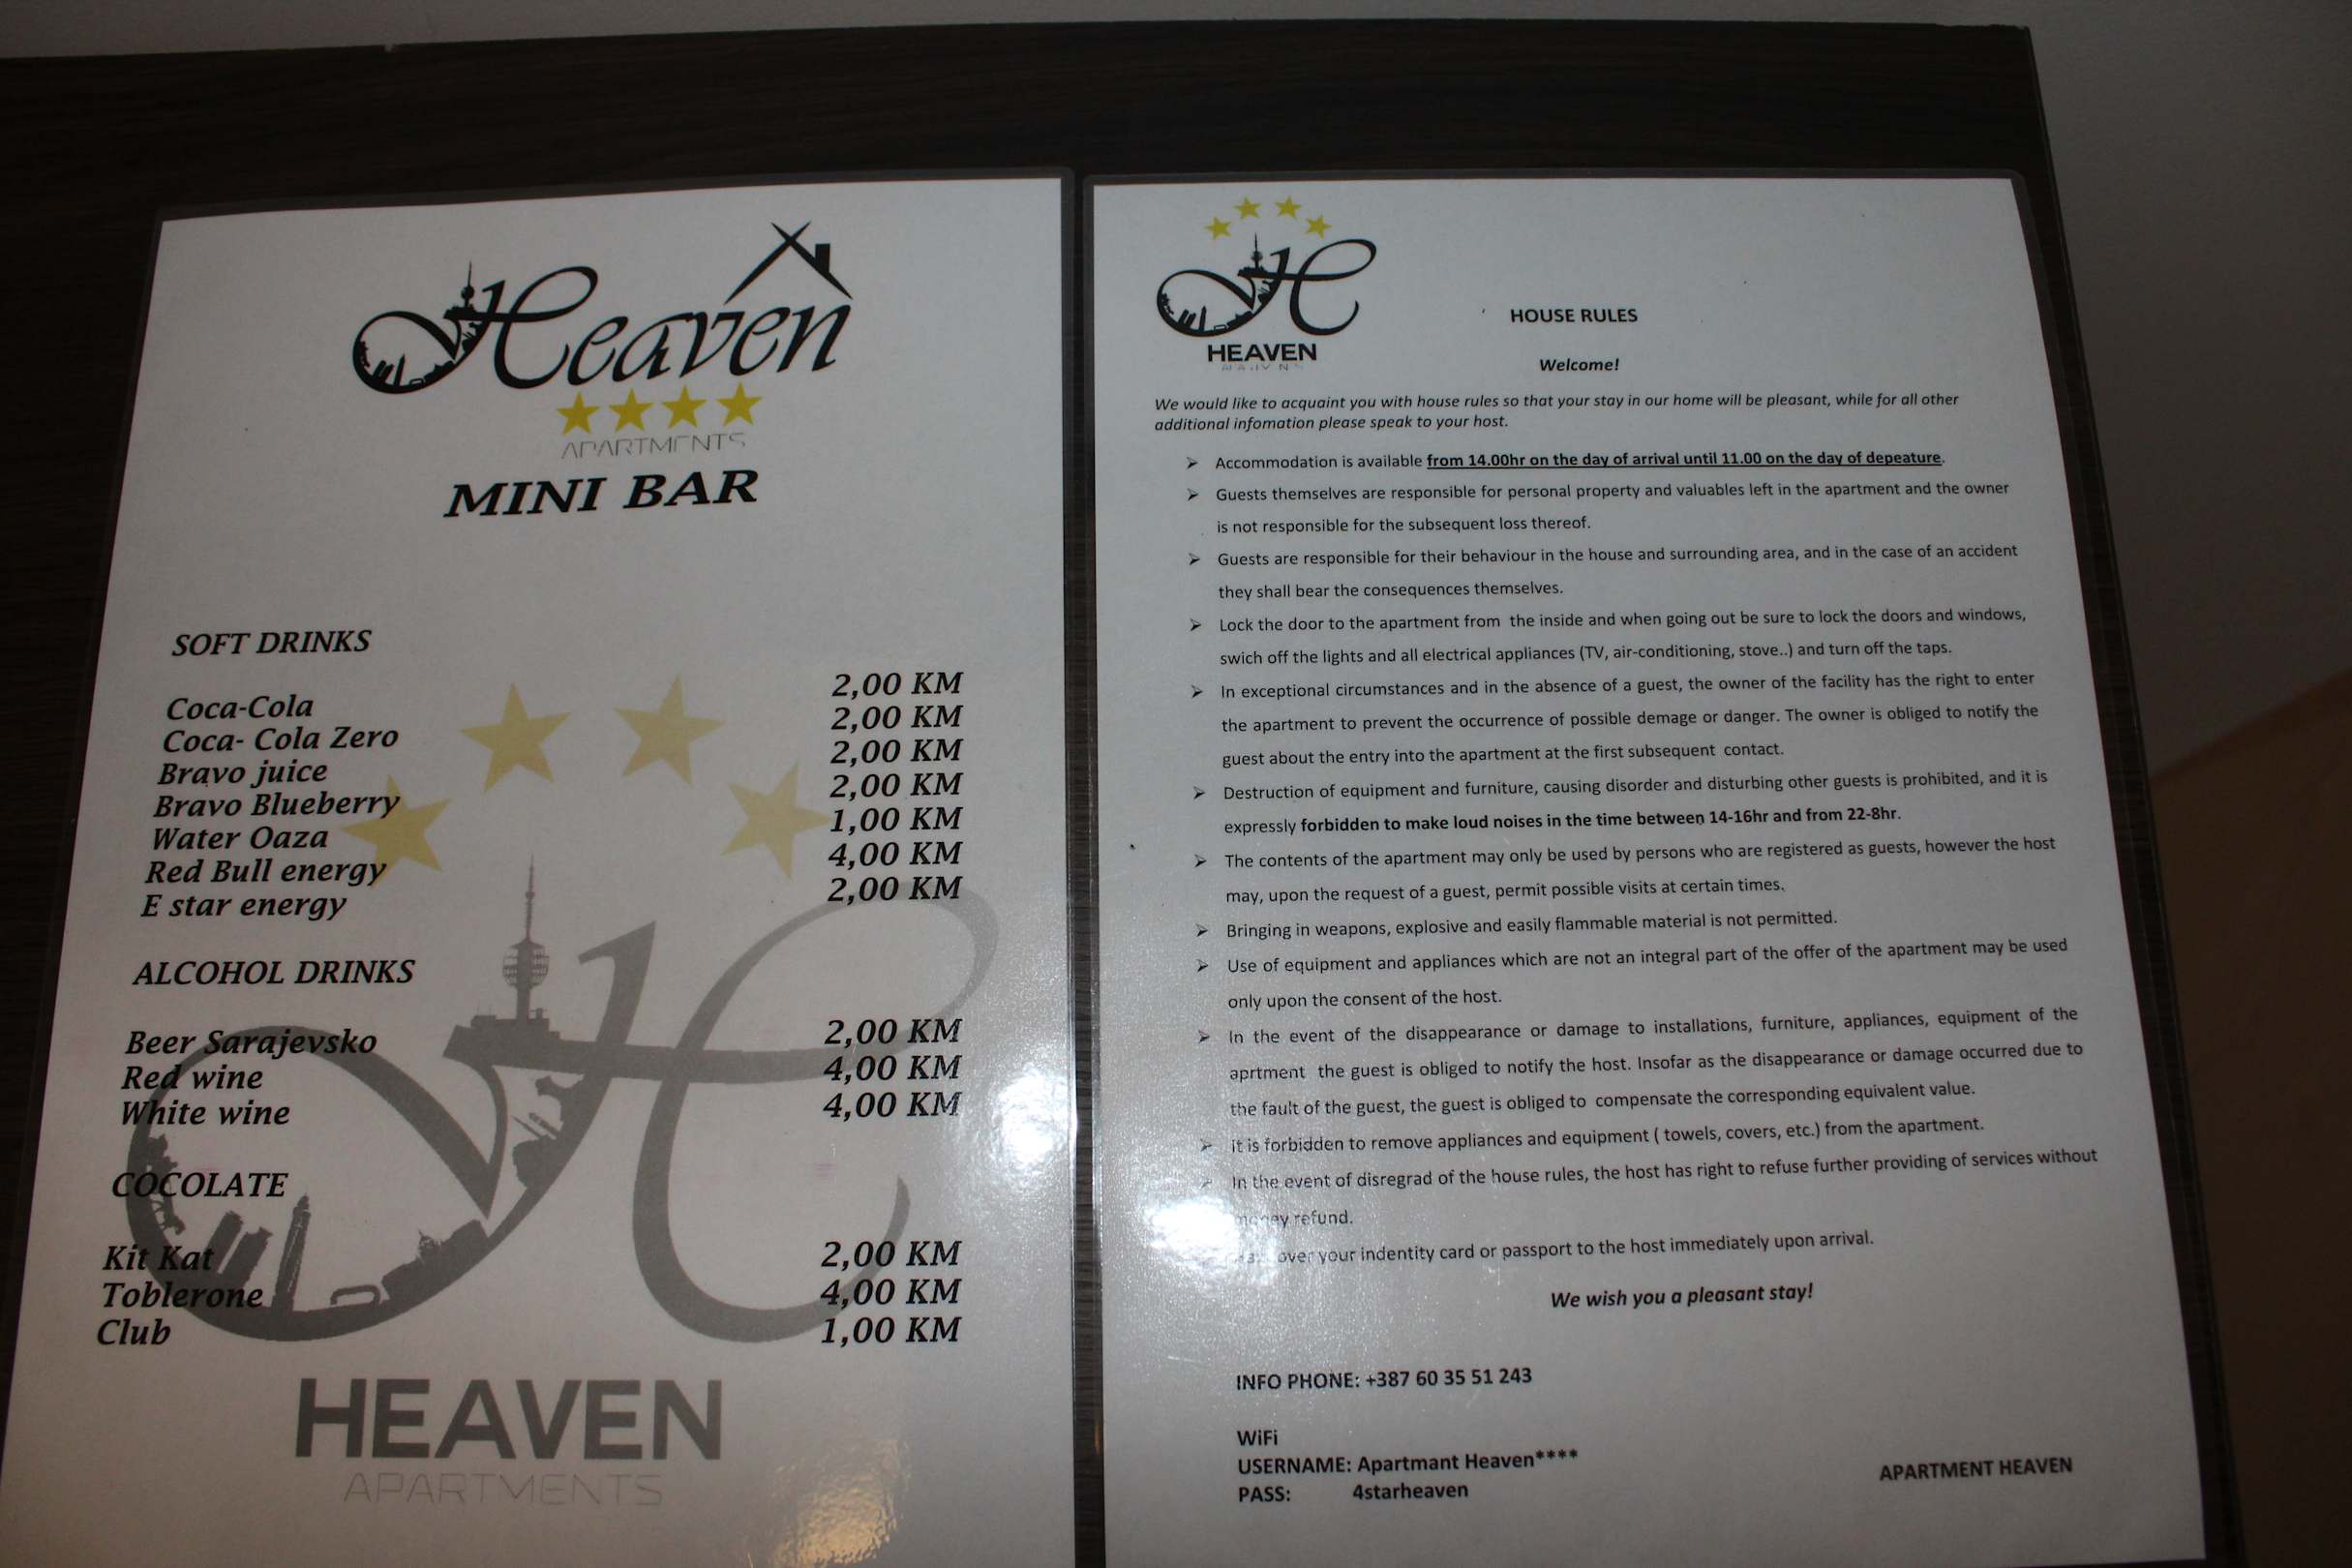 Heaven
APARTMENTS
MINI BAR
SOFT DRINKS
Coca-Cola 2,00 KM
Coca- Cola Zero 2,00 KM
Bravo juice 2,00 KM
Bravo Blueberry 2,00 KM
Water Oaza 1,00 KM
Red Bull energy 4,00 KM
E star energy 2,00 KM
ALCOHOL DRINKS
Beer Sarajevsko 2,00 KM
Red wine 4,00 KM
White wine 4,00 KM
COCOLATE
Kit Kat 2,00 KM
Toblerone 4,00 KM
Club 1,00 KM
HEAVEN
APARTMENTS
HEAVEN
HOUSE RULES
Welcome!
We would like to acquaint you with house rules so that your stay in our home will be pleasant, while for all other
additional infomation please speak to your host.
➢ Accommodation is available from 14.00hr on the day of arrival until 11.00 on the day of depeature.
➢ Guests themselves are responsible for personal property and valuables left in the apartment and the owner
is not responsible for the subsequent loss thereof.
➢ Guests are responsible for their behaviour in the house and surrounding area, and in the case of an accident
they shall bear the consequences themselves.
➢ Lock the door to the apartment from the inside and when going out be sure to lock the doors and windows,
swich off the lights and all electrical appliances (TV, air-conditioning, stove..) and turn off the taps.
➢ In exceptional circumstances and in the absence of a guest, the owner of the facility has the right to enter
the apartment to prevent the occurrence of possible demage or danger. The owner is obliged to notify the
guest about the entry into the apartment at the first subsequent contact.
➢ Destruction of equipment and furniture, causing disorder and disturbing other guests is prohibited, and it is
expressly forbidden to make loud noises in the time between 14-16hr and from 22-8hr.
➢ The contents of the apartment may only be used by persons who are registered as guests, however the host
may, upon the request of a guest, permit possible visits at certain times.
➢ Bringing in weapons, explosive and easily flammable material is not permitted.
➢ Use of equipment and appliances which are not an integral part of the offer of the apartment may be used
only upon the consent of the host.
➢ In the event of the disappearance or damage to installations, furniture, appliances, equipment of the
aprtment the guest is obliged to notify the host. Insofar as the disappearance or damage occurred due to
the fault of the guest, the guest is obliged to compensate the corresponding equivalent value.
➢ it is forbidden to remove appliances and equipment ( towels, covers, etc.) from the apartment.
➢ In the event of disregrad of the house rules, the host has right to refuse further providing of services without
money refund.
over your indentity card or passport to the host immediately upon arrival.
We wish you a pleasant stay!
INFO PHONE: +387 60 35 51 243
WiFi
USERNAME: Apartmant Heaven****
PASS: 4starheaven
APARTMENT HEAVEN